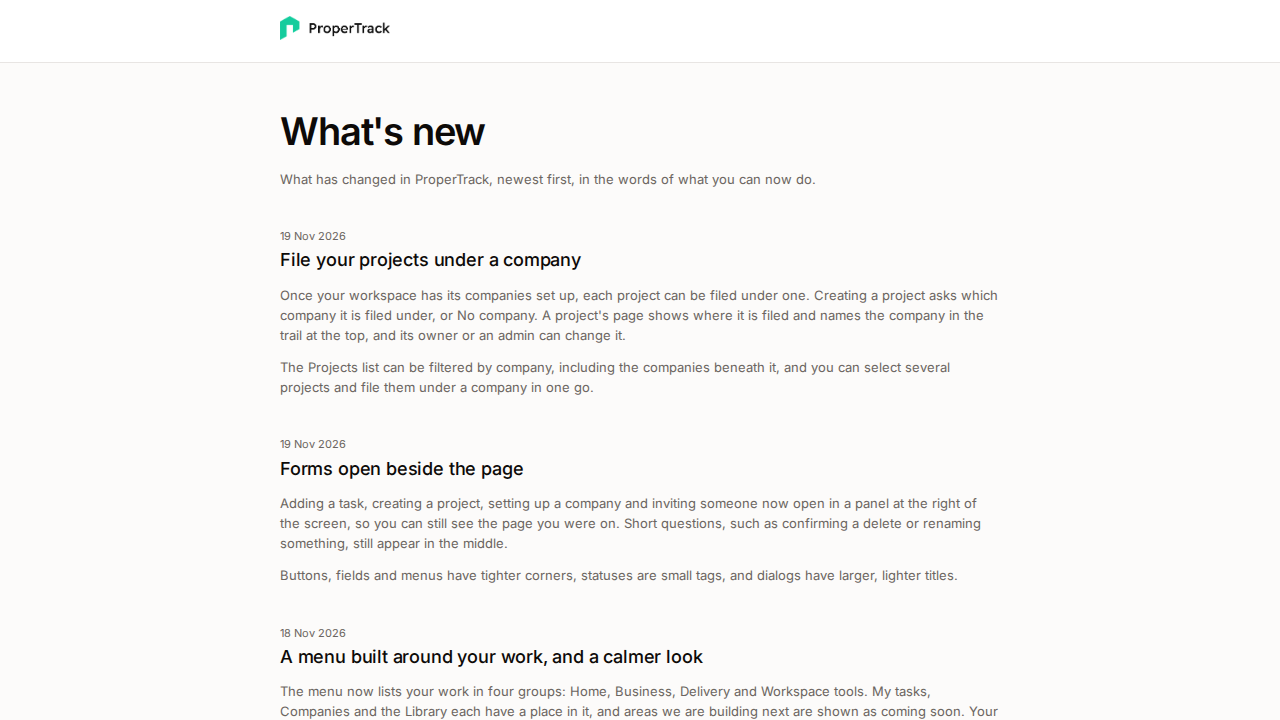 ProperTrack
What's new
What has changed in ProperTrack, newest first, in the words of what you can now do.
19 Nov 2026
File your projects under a company
Once your workspace has its companies set up, each project can be filed under one. Creating a project asks which
company it is filed under, or No company. A project's page shows where it is filed and names the company in the
trail at the top, and its owner or an admin can change it.
The Projects list can be filtered by company, including the companies beneath it, and you can select several
projects and file them under a company in one go.
19 Nov 2026
Forms open beside the page
Adding a task, creating a project, setting up a company and inviting someone now open in a panel at the right of
the screen, so you can still see the page you were on. Short questions, such as confirming a delete or renaming
something, still appear in the middle.
Buttons, fields and menus have tighter corners, statuses are small tags, and dialogs have larger, lighter titles.
18 Nov 2026
A menu built around your work, and a calmer look
The menu now lists your work in four groups: Home, Business, Delivery and Workspace tools. My tasks,
Companies and the Library each have a place in it, and areas we are building next are shown as coming soon. Your